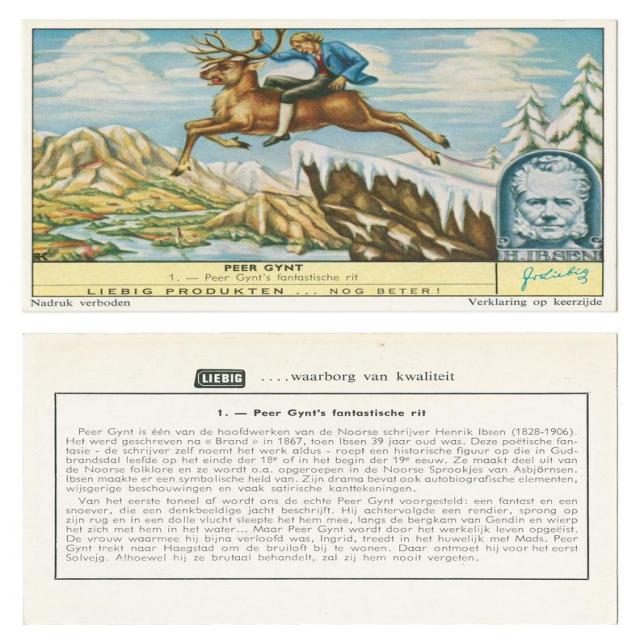 H. IBSEN
PEER GYNT
1. — Peer Gynt's fantastische rit
LIEBIG PRODUKTEN ... NOG BETER!
JvLiebig
Nadruk verboden
Verklaring op keerzijde
LIEBIG ....waarborg van kwaliteit
1. — Peer Gynt's fantastische rit
Peer Gynt is één van de hoofdwerken van de Noorse schrijver Henrik Ibsen (1828-1906).
Het werd geschreven na « Brand » in 1867, toen Ibsen 39 jaar oud was. Deze poëtische fan-
tasie - de schrijver zelf noemt het werk aldus - roept een historische figuur op die in Gud-
brandsdal leefde op het einde der 18e of in het begin der 19e eeuw. Ze maakt deel uit van
de Noorse folklore en ze wordt o.a. opgeroepen in de Noorse Sprookjes van Asbjörnsen.
Ibsen maakte er een symbolische held van. Zijn drama bevat ook autobiografische elementen,
wijsgerige beschouwingen en vaak satirische kanttekeningen.
Van het eerste toneel af wordt ons de echte Peer Gynt voorgesteld: een fantast en een
snoever, die een denkbeeldige jacht beschrijft. Hij achtervolgde een rendier, sprong op
zijn rug en in een dolle vlucht sleepte het hem mee, langs de bergkam van Gendin en wierp
het zich met hem in het water... Maar Peer Gynt wordt door het werkelijk leven opgeëist.
De vrouw waarmee hij bijna verloofd was, Ingrid, treedt in het huwelijk met Mads. Peer
Gynt trekt naar Haegstad om de bruiloft bij te wonen. Daar ontmoet hij voor het eerst
Solvejg. Alhoewel hij ze brutaal behandelt, zal zij hem nooit vergeten.